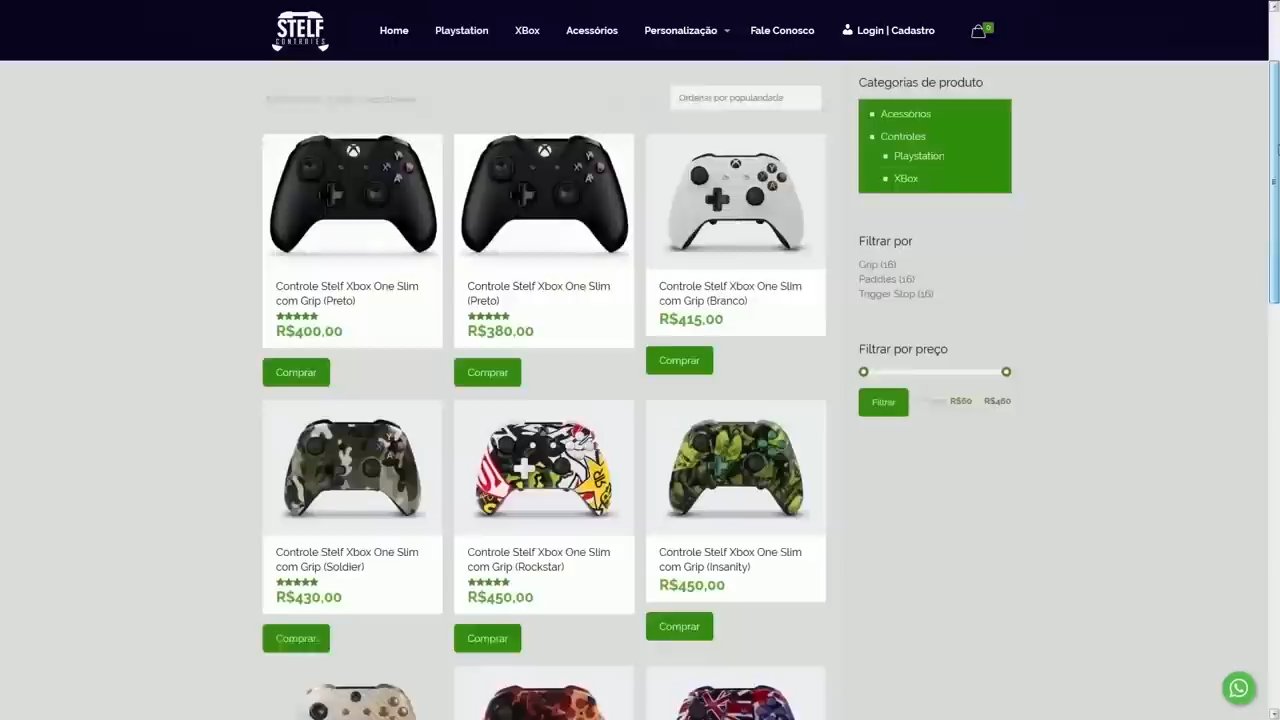 STELF
CONTROLES
Home
Playstation
XBox
Acessórios
Personalização
Fale Conosco
Login | Cadastro
0
Ordenar por popularidade
Categorias de produto
Acessórios
Controles
Playstation
XBox
Controle Stelf Xbox One Slim
com Grip (Preto)
R$400,00
Comprar
Controle Stelf Xbox One Slim
(Preto)
R$380,00
Comprar
Controle Stelf Xbox One Slim
com Grip (Branco)
R$415,00
Comprar
Filtrar por
Grip (16)
Paddles (16)
Trigger Stop (16)
Filtrar por preço
Filtrar
R$60
R$460
Controle Stelf Xbox One Slim
com Grip (Soldier)
R$430,00
Comprar
Controle Stelf Xbox One Slim
com Grip (Rockstar)
R$450,00
Comprar
Controle Stelf Xbox One Slim
com Grip (Insanity)
R$450,00
Comprar